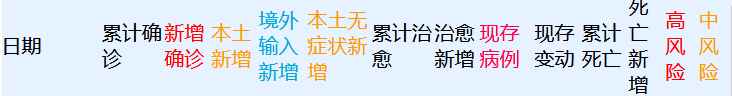 日期
累计确
诊
新增
确诊
本土
新增
境外
输入
新增
本土无
症状新
增
累计治
愈
治愈
新增
现存
病例
现存
变动
累计
死亡
死
亡
新
增
高
风
险
中
风
险